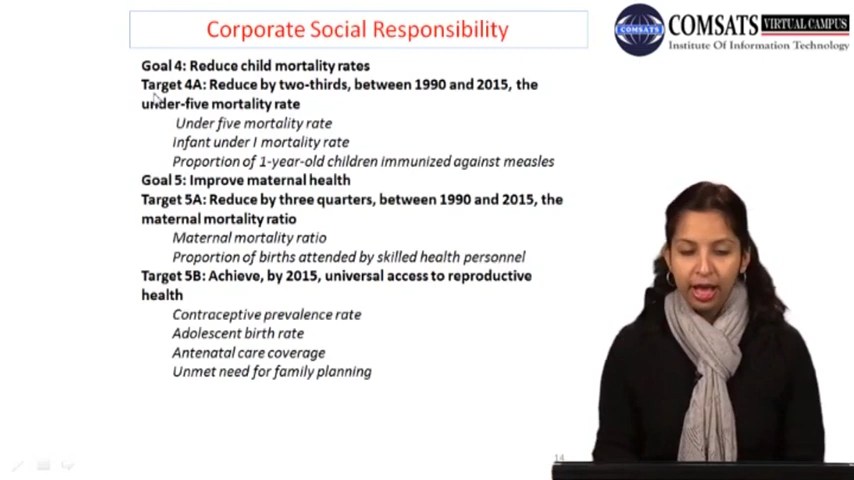 Corporate Social Responsibility
COMSATS
COMSATS VIRTUAL CAMPUS
Institute Of Information Technology
Goal 4: Reduce child mortality rates
Target 4A: Reduce by two-thirds, between 1990 and 2015, the
under-five mortality rate
Under five mortality rate
Infant under I mortality rate
Proportion of 1-year-old children immunized against measles
Goal 5: Improve maternal health
Target 5A: Reduce by three quarters, between 1990 and 2015, the
maternal mortality ratio
Maternal mortality ratio
Proportion of births attended by skilled health personnel
Target 5B: Achieve, by 2015, universal access to reproductive
health
Contraceptive prevalence rate
Adolescent birth rate
Antenatal care coverage
Unmet need for family planning
14